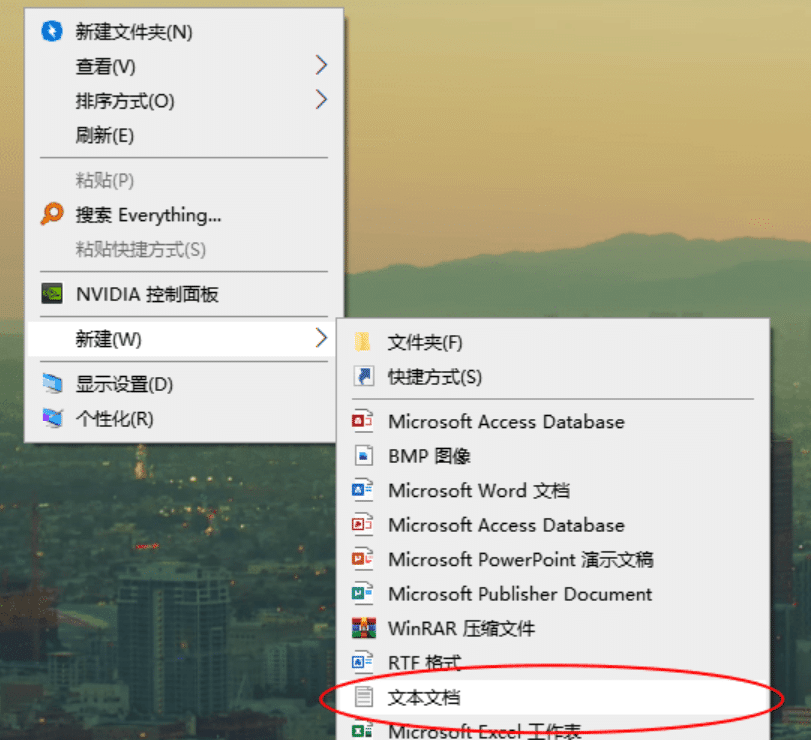 新建文件夹(N)
查看(V)
排序方式(O)
刷新(E)
粘贴(P)
搜索 Everything...
粘贴快捷方式(S)
NVIDIA 控制面板
新建(W)
显示设置(D)
个性化(R)
文件夹(F)
快捷方式(S)
Microsoft Access Database
BMP 图像
Microsoft Word 文档
Microsoft Access Database
Microsoft PowerPoint 演示文稿
Microsoft Publisher Document
WinRAR 压缩文件
RTF 格式
文本文档
Microsoft Excel 工作表